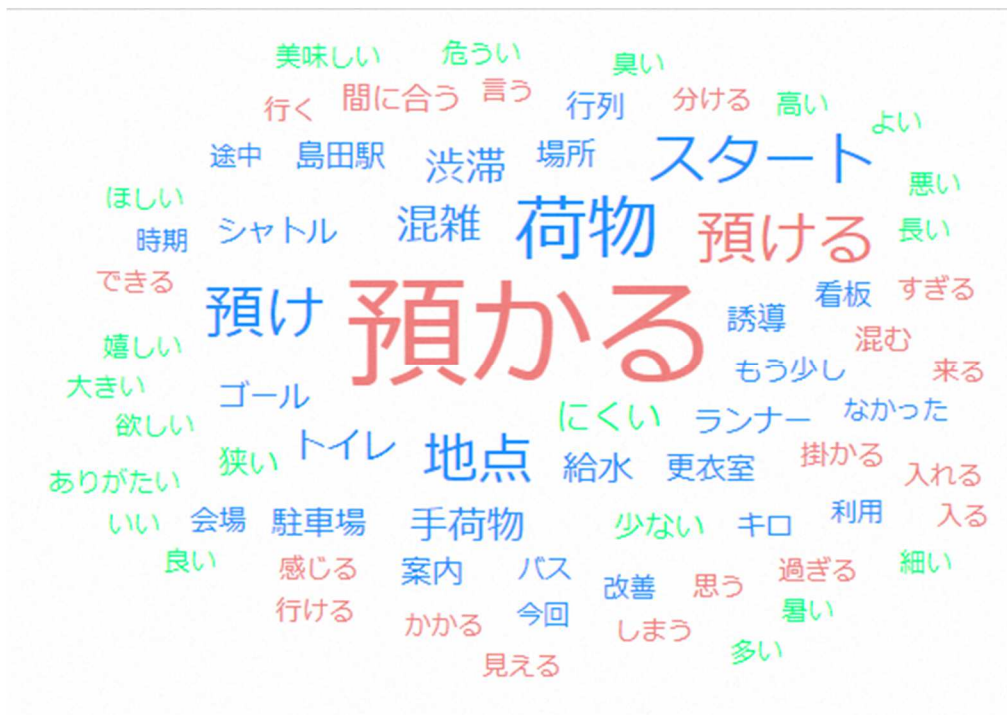 美味しい 危うい 臭い
行く 間に合う 言う 行列 分ける 高い よい
途中 島田駅 渋滞 場所 スタート
ほしい 悪い
時期 シャトル 混雑 荷物 預ける 長い
できる 預け 預かる 誘導 看板 すぎる
嬉しい 混む
大きい もう少し 来る
欲しい ゴール にくい ランナー なかった
ありがたい 狭い トイレ 地点 給水 更衣室 掛かる 入れる
いい 会場 駐車場 手荷物 少ない キロ 利用 入る
良い 感じる 案内 バス 改善 思う 過ぎる 細い
行ける かかる 今回 しまう 暑い
見える 多い